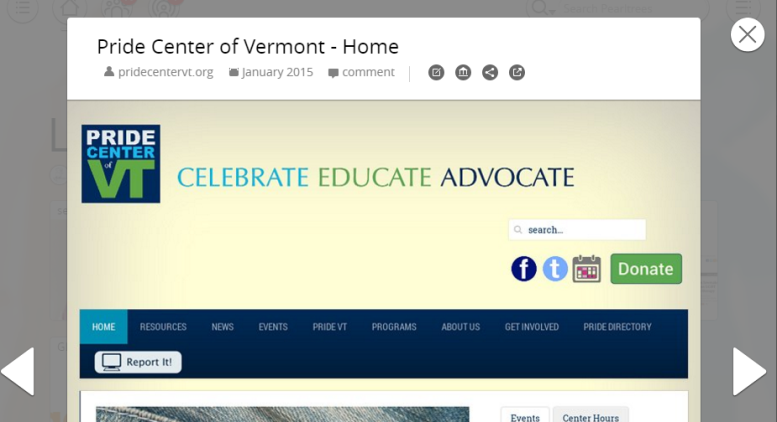 Pride Center of Vermont - Home
pridecentervt.org January 2015 comment
PRIDE
CENTER
of
VT
CELEBRATE EDUCATE ADVOCATE
search...
f t Donate
HOME RESOURCES NEWS EVENTS PRIDE VT PROGRAMS ABOUT US GET INVOLVED PRIDE DIRECTORY
Report It!
Events Center Hours